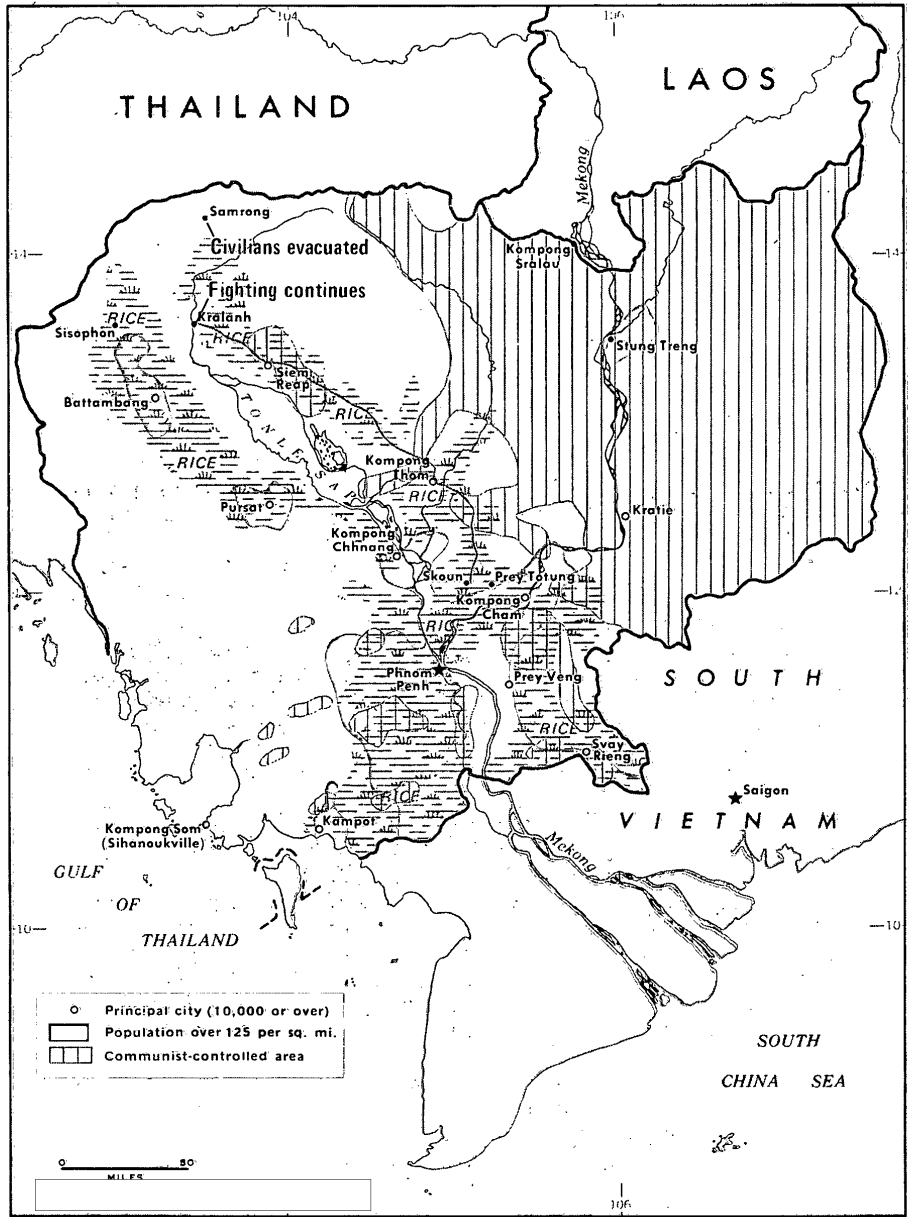 104
106
THAILAND
LAOS
Mekong
Samrong
Civilians evacuated
14
Kompong
Sralau
14
Fighting continues
RICE
Kralanh
Sisophon
RICE
Stung Treng
Siem
Reap
Battambang
RICE
TONLE SAP
RICE
Kompong
Thom
RICE
Pursat
Kratie
Kompong
Chhnang
Skoun
Prey Totung
12
Kompong
Cham
RICE
Phnom
Penh
Prey Veng
SOUTH
RICE
Svay
Rieng
Saigon
RICE
Kompong Som
(Sihanoukville)
Kampot
VIETNAM
Mekong
GULF
OF
THAILAND
10
10
Principal city (10,000 or over)
Population over 125 per sq. mi.
Communist-controlled area
SOUTH
CHINA SEA
0 50
MILES
106